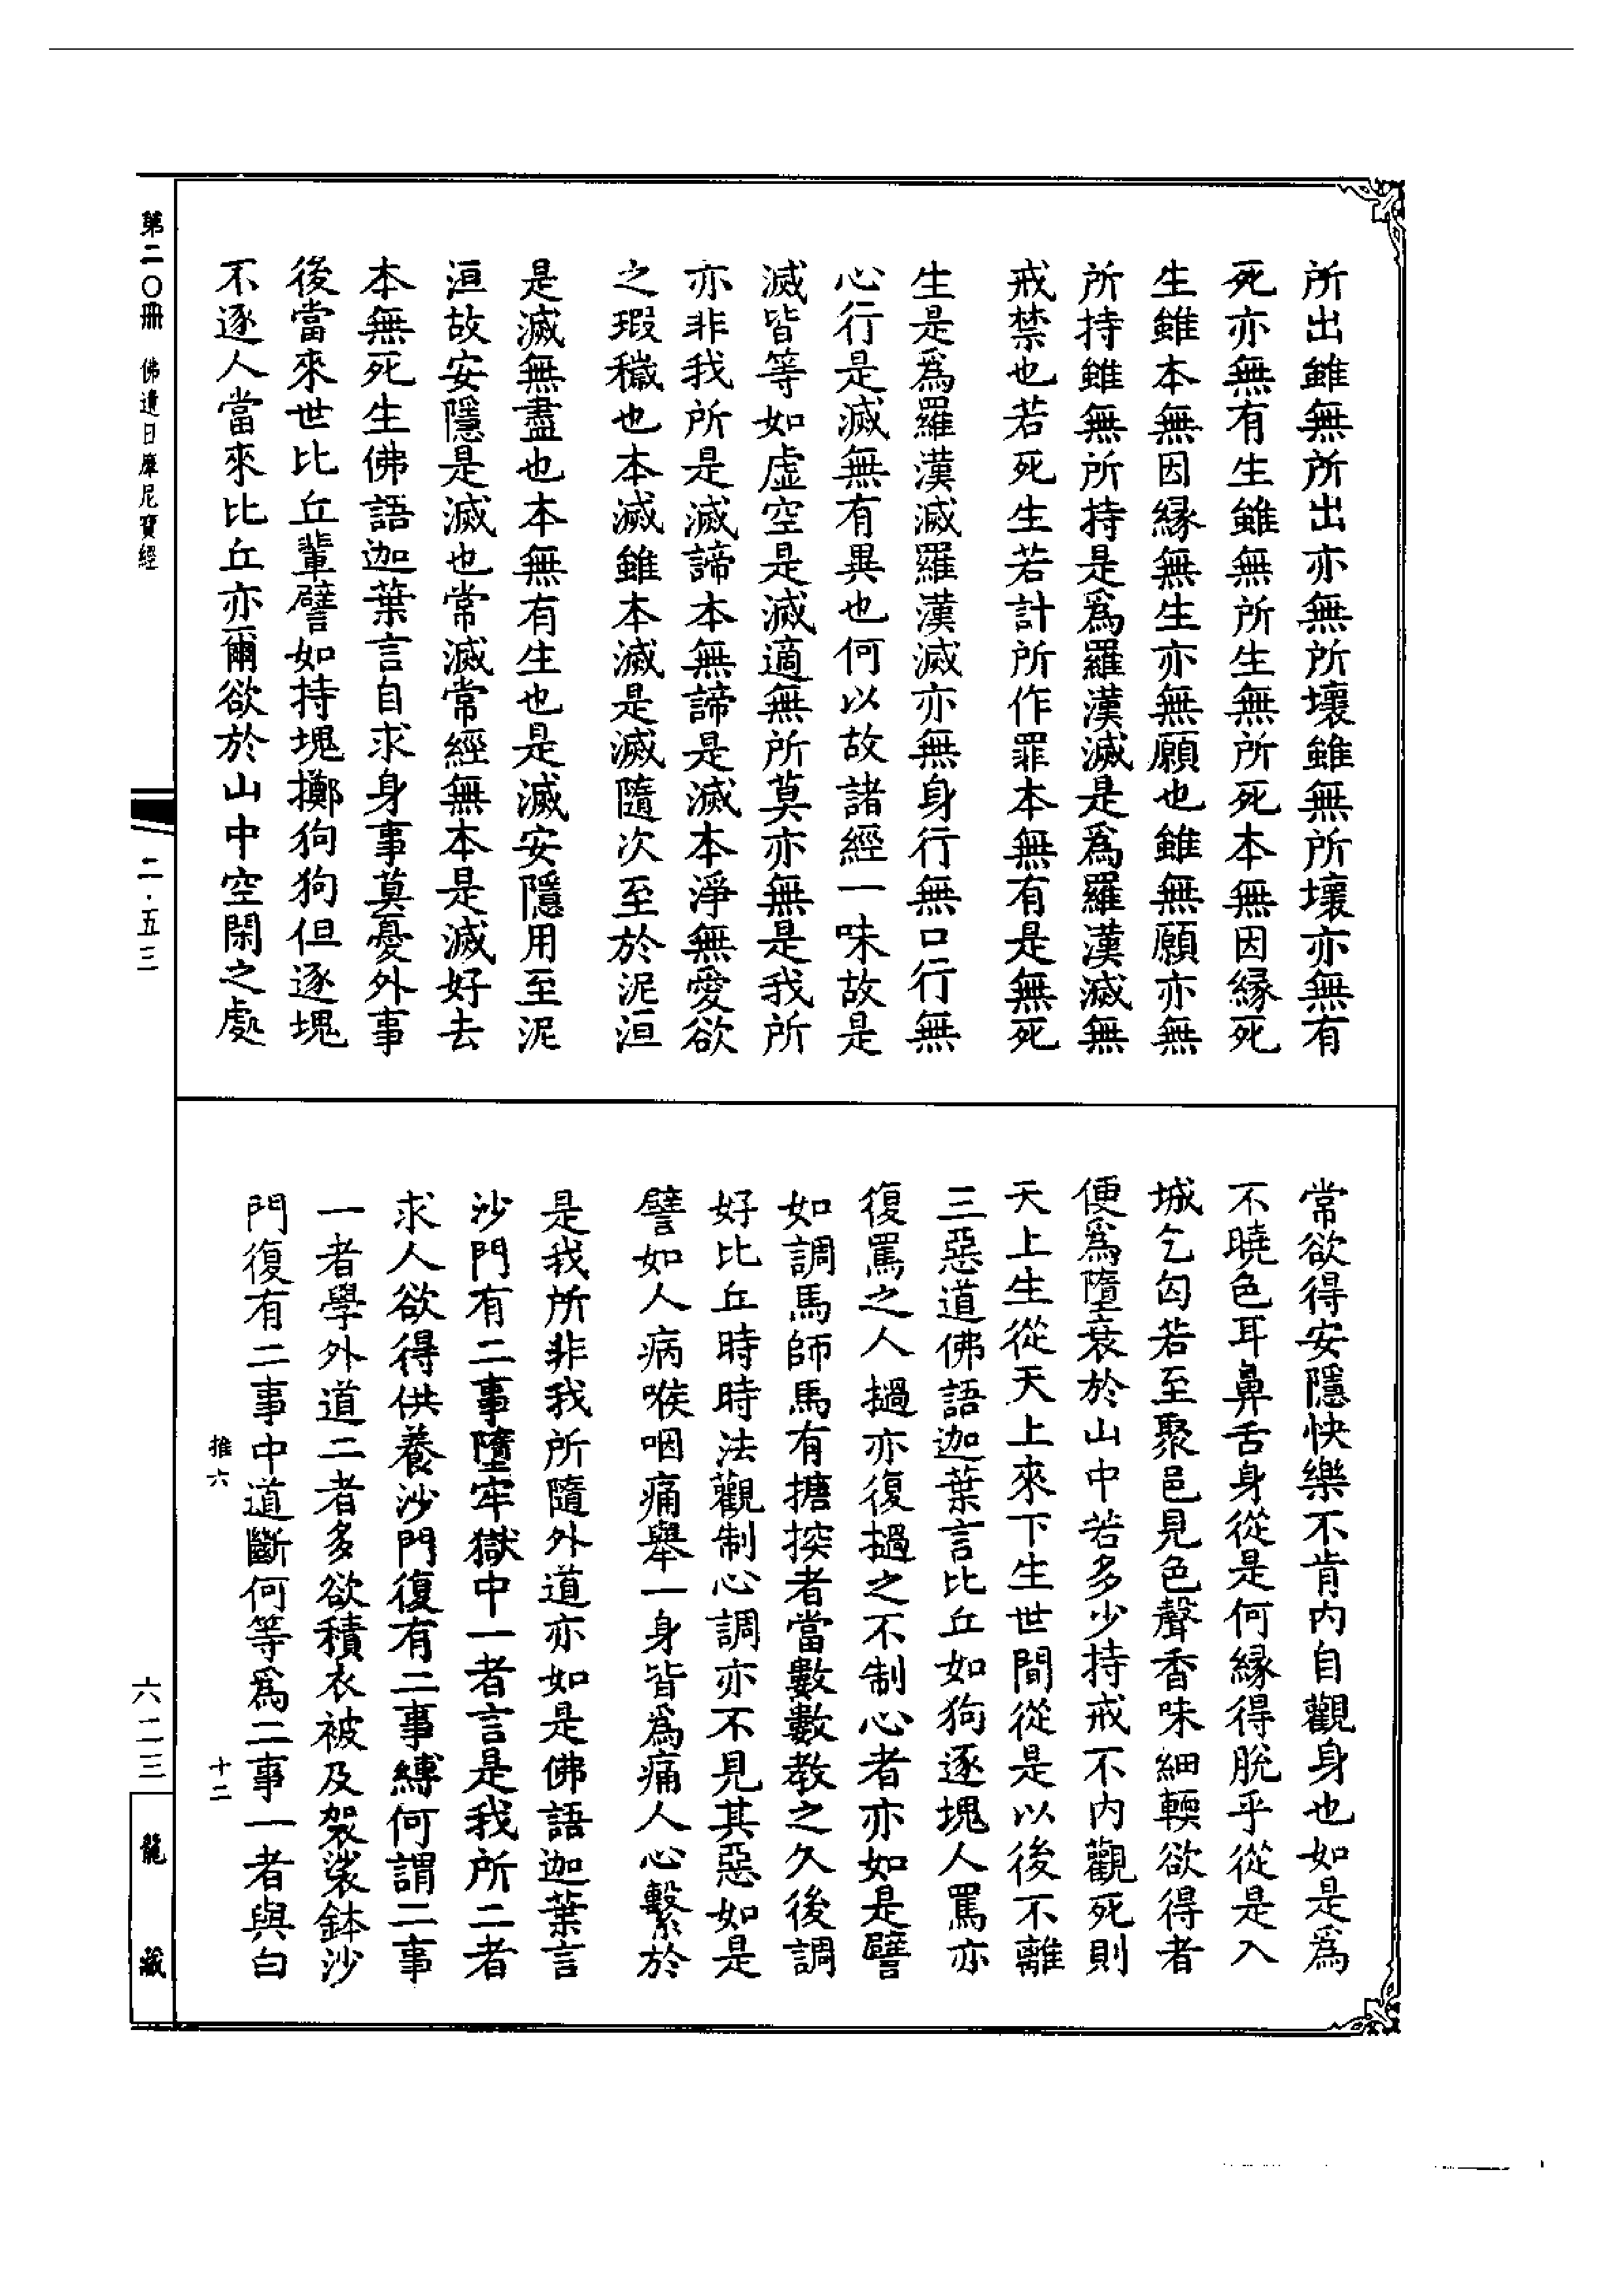 所出雖無所出亦無所壞雖無所壞亦無有
死亦無有生雖無所生無所死本無因緣死
生雖本無因緣無生亦無願也雖無願亦無
所持雖無所持是爲羅漢滅是爲羅漢滅無
戒禁也若死生若計所作罪本無有是無死
生是爲羅漢滅羅漢滅亦無身行無口行無
心行是滅無有異也何以故諸經一味故是
滅皆等如虛空是滅適無所莫亦無是我所
亦非我所是滅諦本無諦是滅本淨無愛欲
之瑕穢也本滅雖本滅是滅隨次至於泥洹
是滅無盡也本無有生也是滅安隱用至泥
洹故安隱是滅也常滅常經無本是滅好去
本無死生佛語迦葉言自求身事莫憂外事
後當來世比丘輩譬如持塊擲狗狗但逐塊
不逐人當來比丘亦爾欲於山中空閑之處
常欲得安隱快樂不肯內自觀身也如是爲
不曉色耳鼻舌身從是何緣得脫乎從是入
城乞匃若至聚邑見色聲香味細輭欲得者
便爲墮衰於山中若多少持戒不內觀死則
天上生從天上來下生世間從是以後不離
三惡道佛語迦葉言比丘如狗逐塊人罵亦
復罵之人撾亦復撾之不制心者亦如是譬
如調馬師馬有搪揬者當數數教之久後調
好比丘時時法觀制心調亦不見其惡如是
譬如人病喉咽痛舉一身皆爲痛人心繫於
是我所非我所隨外道亦如是佛語迦葉言
沙門有二事墮牢獄中一者言是我所二者
求人欲得供養沙門復有二事縛何謂二事
一者學外道二者多欲積衣被及袈裟鉢沙
門復有二事中道斷何等爲二事一者與白
推六
十二
第二〇冊 佛遺日摩尼寶經
二·五三
六二三
龍藏